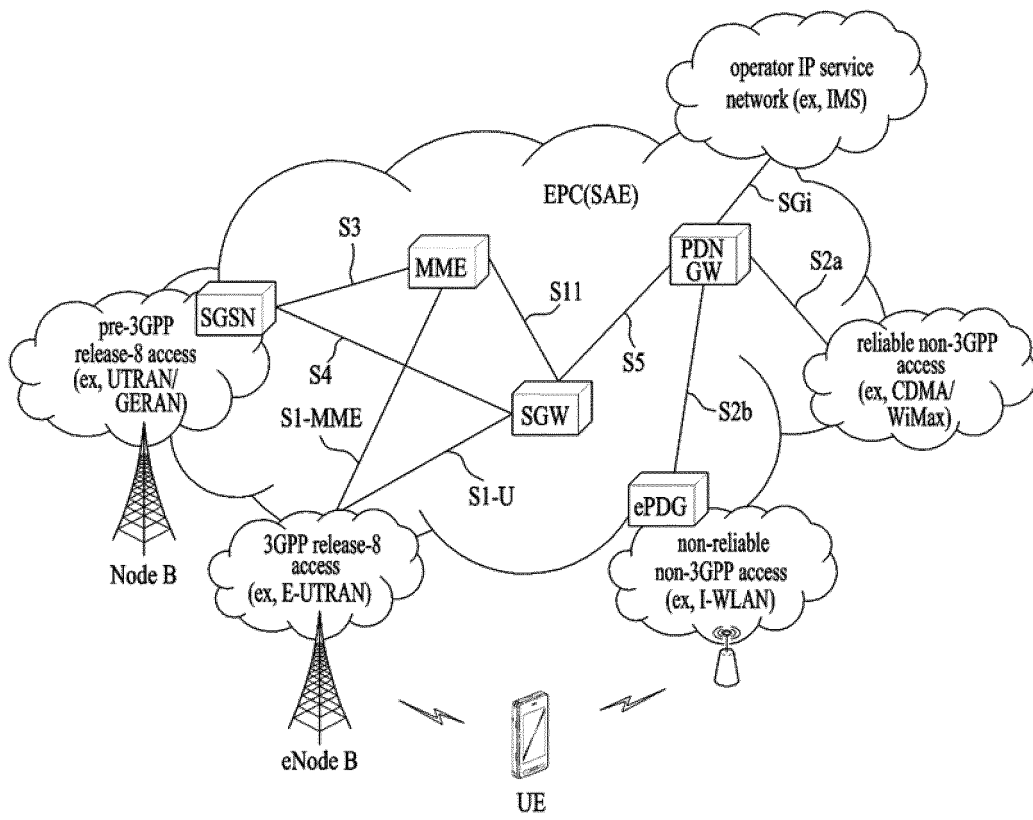 operator IP service
network (ex, IMS)
EPC(SAE)
SGi
S3
MME
PDN
GW
S2a
SGSN
S11
pre-3GPP
release-8 access
(ex, UTRAN/
GERAN)
S4
S5
reliable non-3GPP
access
(ex, CDMA/
WiMax)
S1-MME
SGW
S2b
S1-U
ePDG
Node B
3GPP release-8
access
(ex, E-UTRAN)
non-reliable
non-3GPP access
(ex, I-WLAN)
eNode B
UE